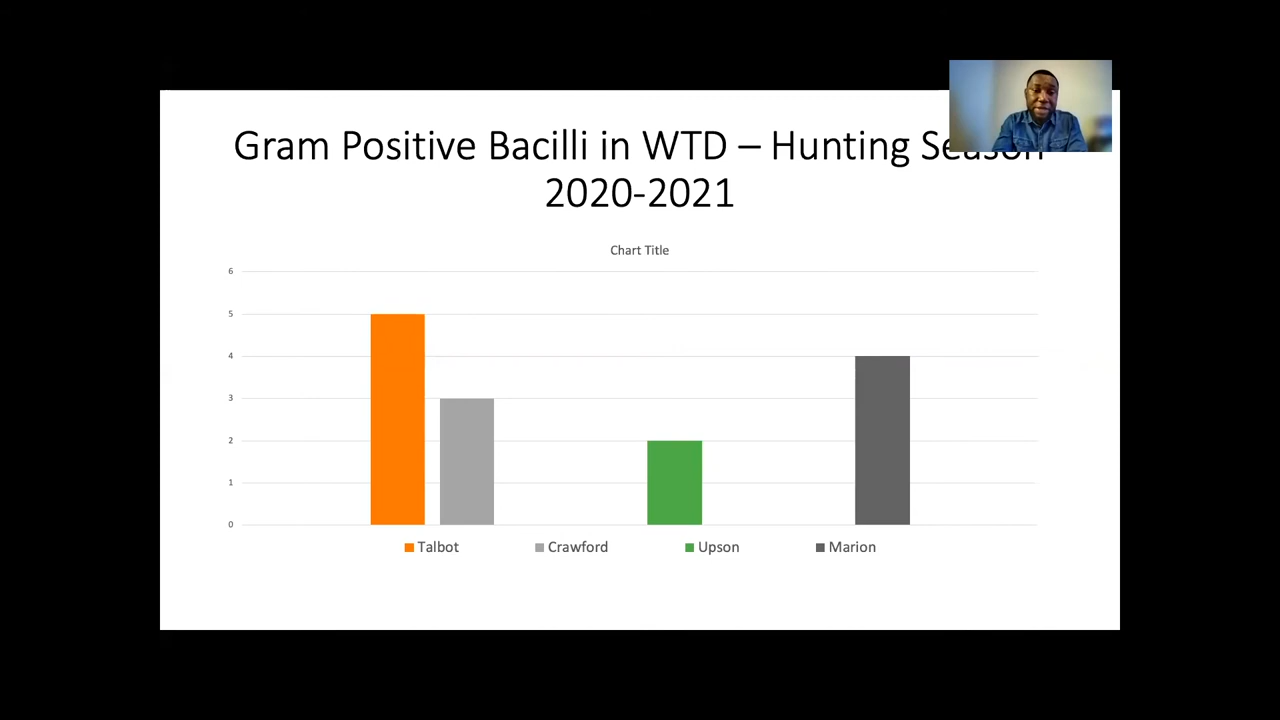 Gram Positive Bacilli in WTD – Hunting Season
2020-2021
Chart Title
6
5
4
3
2
1
0
Talbot Crawford Upson Marion